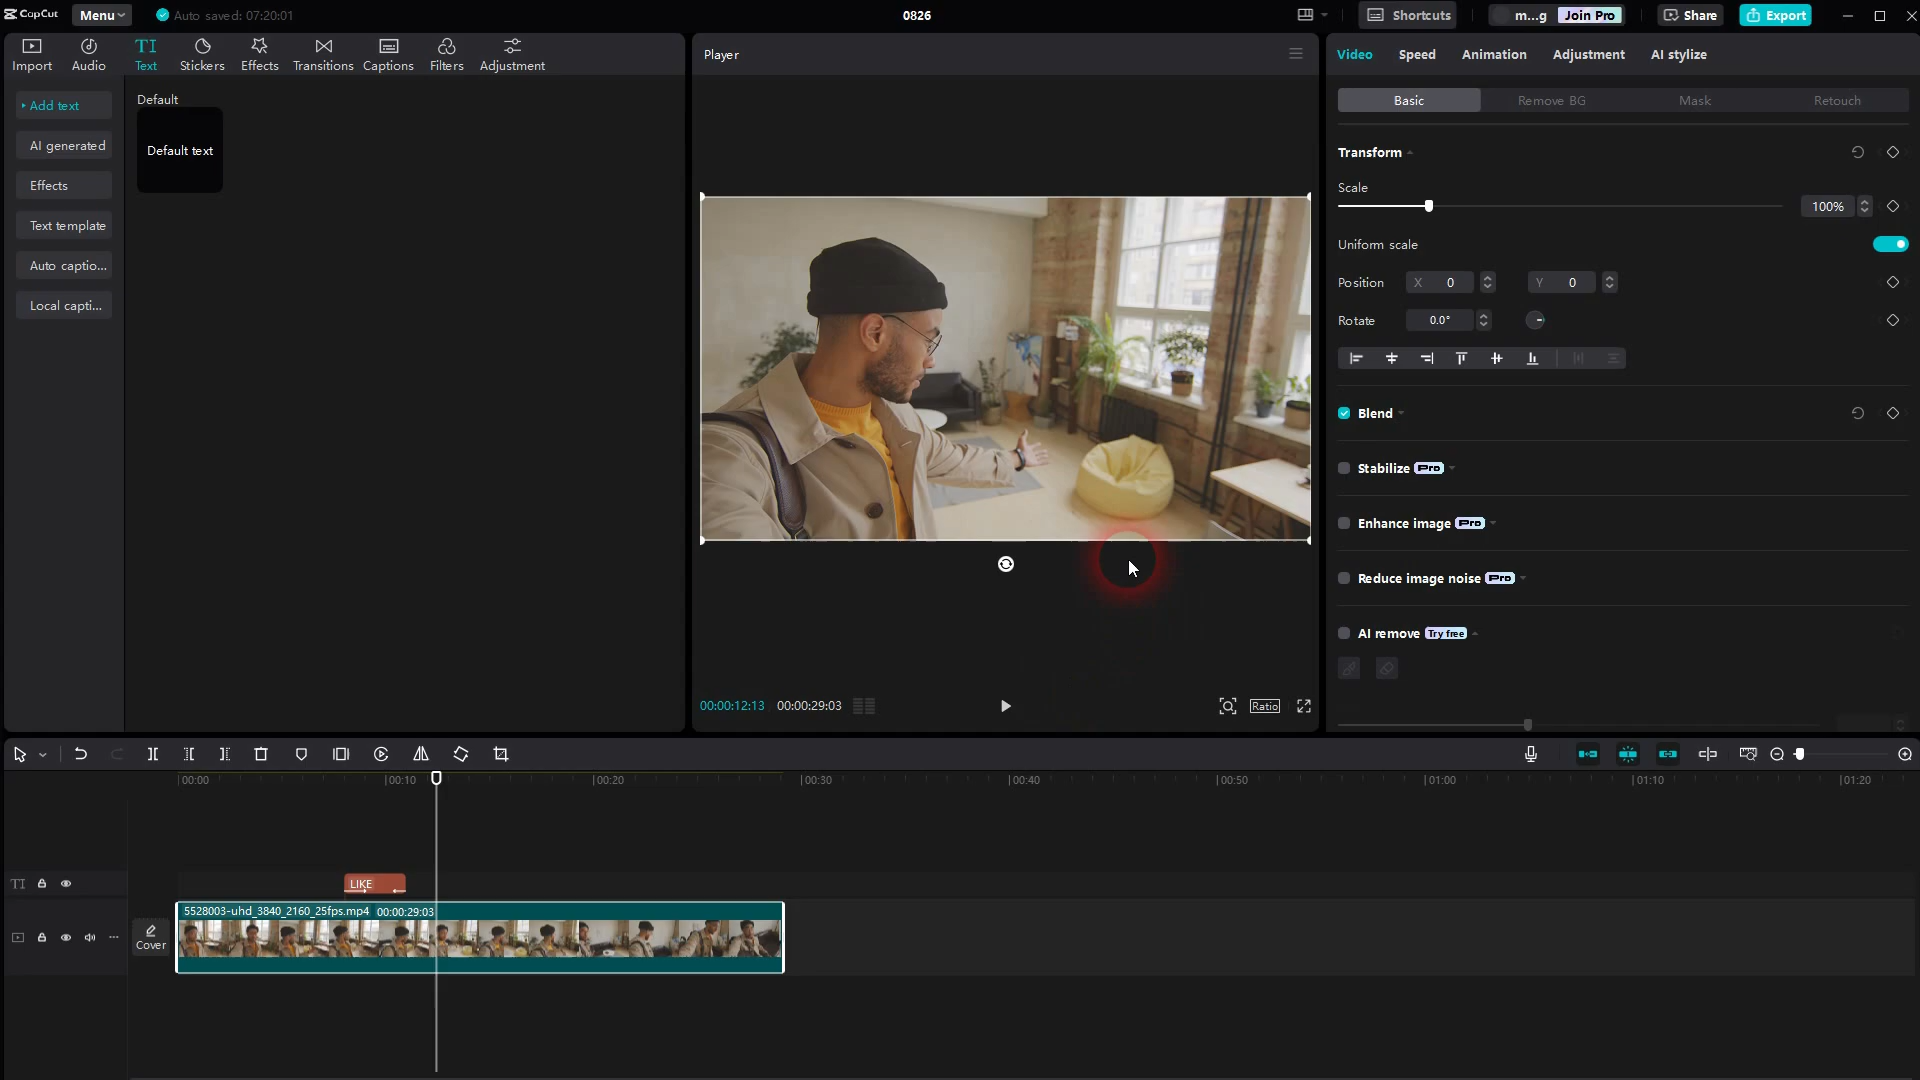 CapCut
Menu
Auto saved: 07:20:01
0826
Shortcuts
m...g
Join Pro
Share
Export
Import
Audio
TI
Text
Stickers
Effects
Transitions
Captions
Filters
Adjustment
Add text
AI generated
Effects
Text template
Auto captio...
Local capti...
Default
Default text
Player
00:00:12:13
00:00:29:03
Ratio
Video
Speed
Animation
Adjustment
AI stylize
Basic
Remove BG
Mask
Retouch
Transform
Scale
100%
Uniform scale
Position
X 0
Y 0
Rotate
0.0°
Blend
Stabilize Pro
Enhance image Pro
Reduce image noise Pro
AI remove Try free
00:00
00:10
00:20
00:30
00:40
00:50
01:00
01:10
01:20
TI
LIKE
Cover
5528003-uhd_3840_2160_25fps.mp4 00:00:29:03